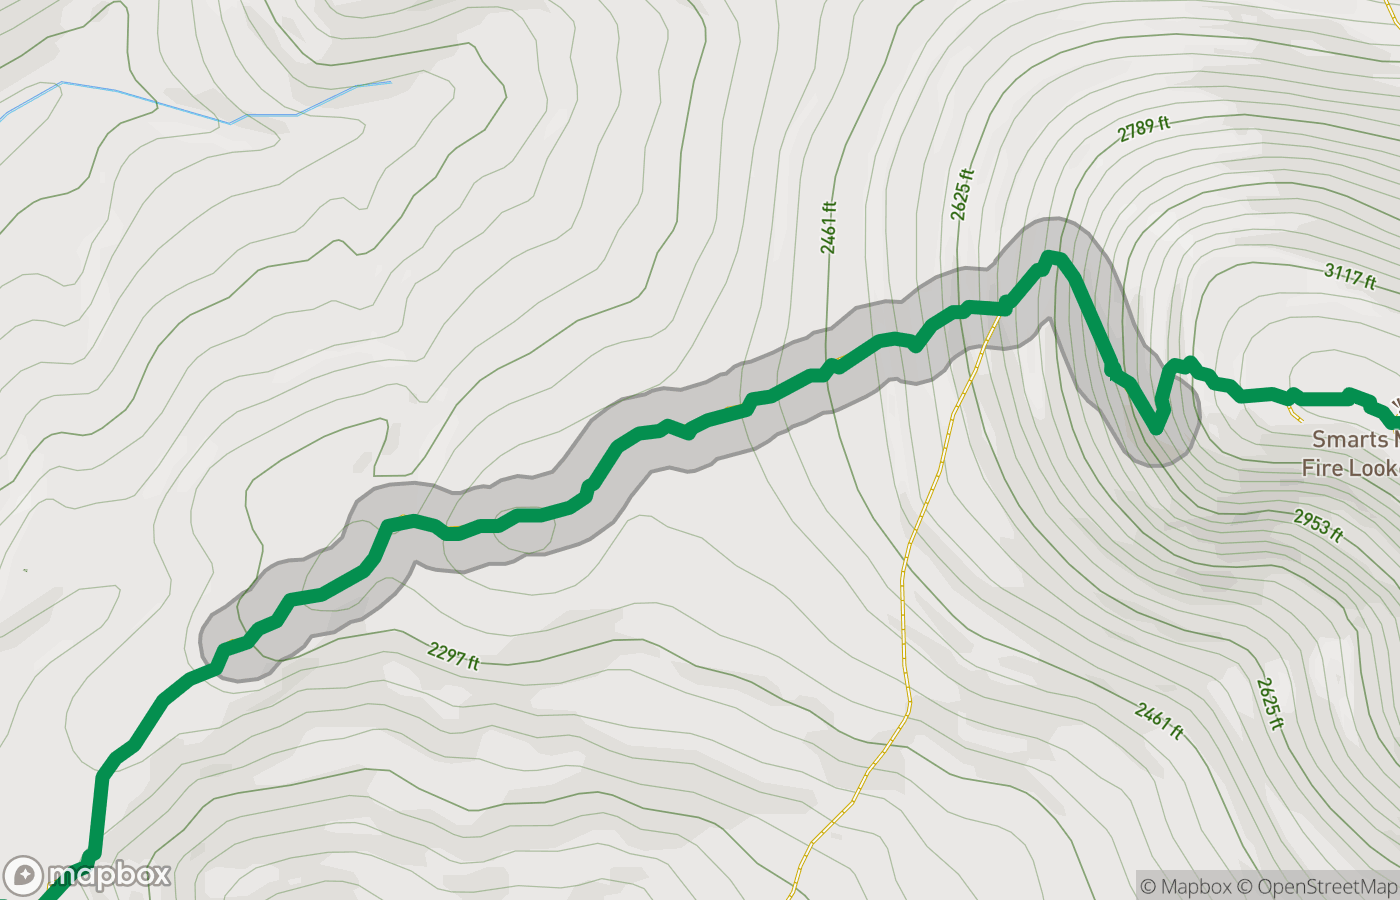 2789 ft
2625 ft
2461 ft
3117 ft
Smarts M
Fire Look
2953 ft
2297 ft
2625 ft
2461 ft
mapbox
© Mapbox © OpenStreetMap